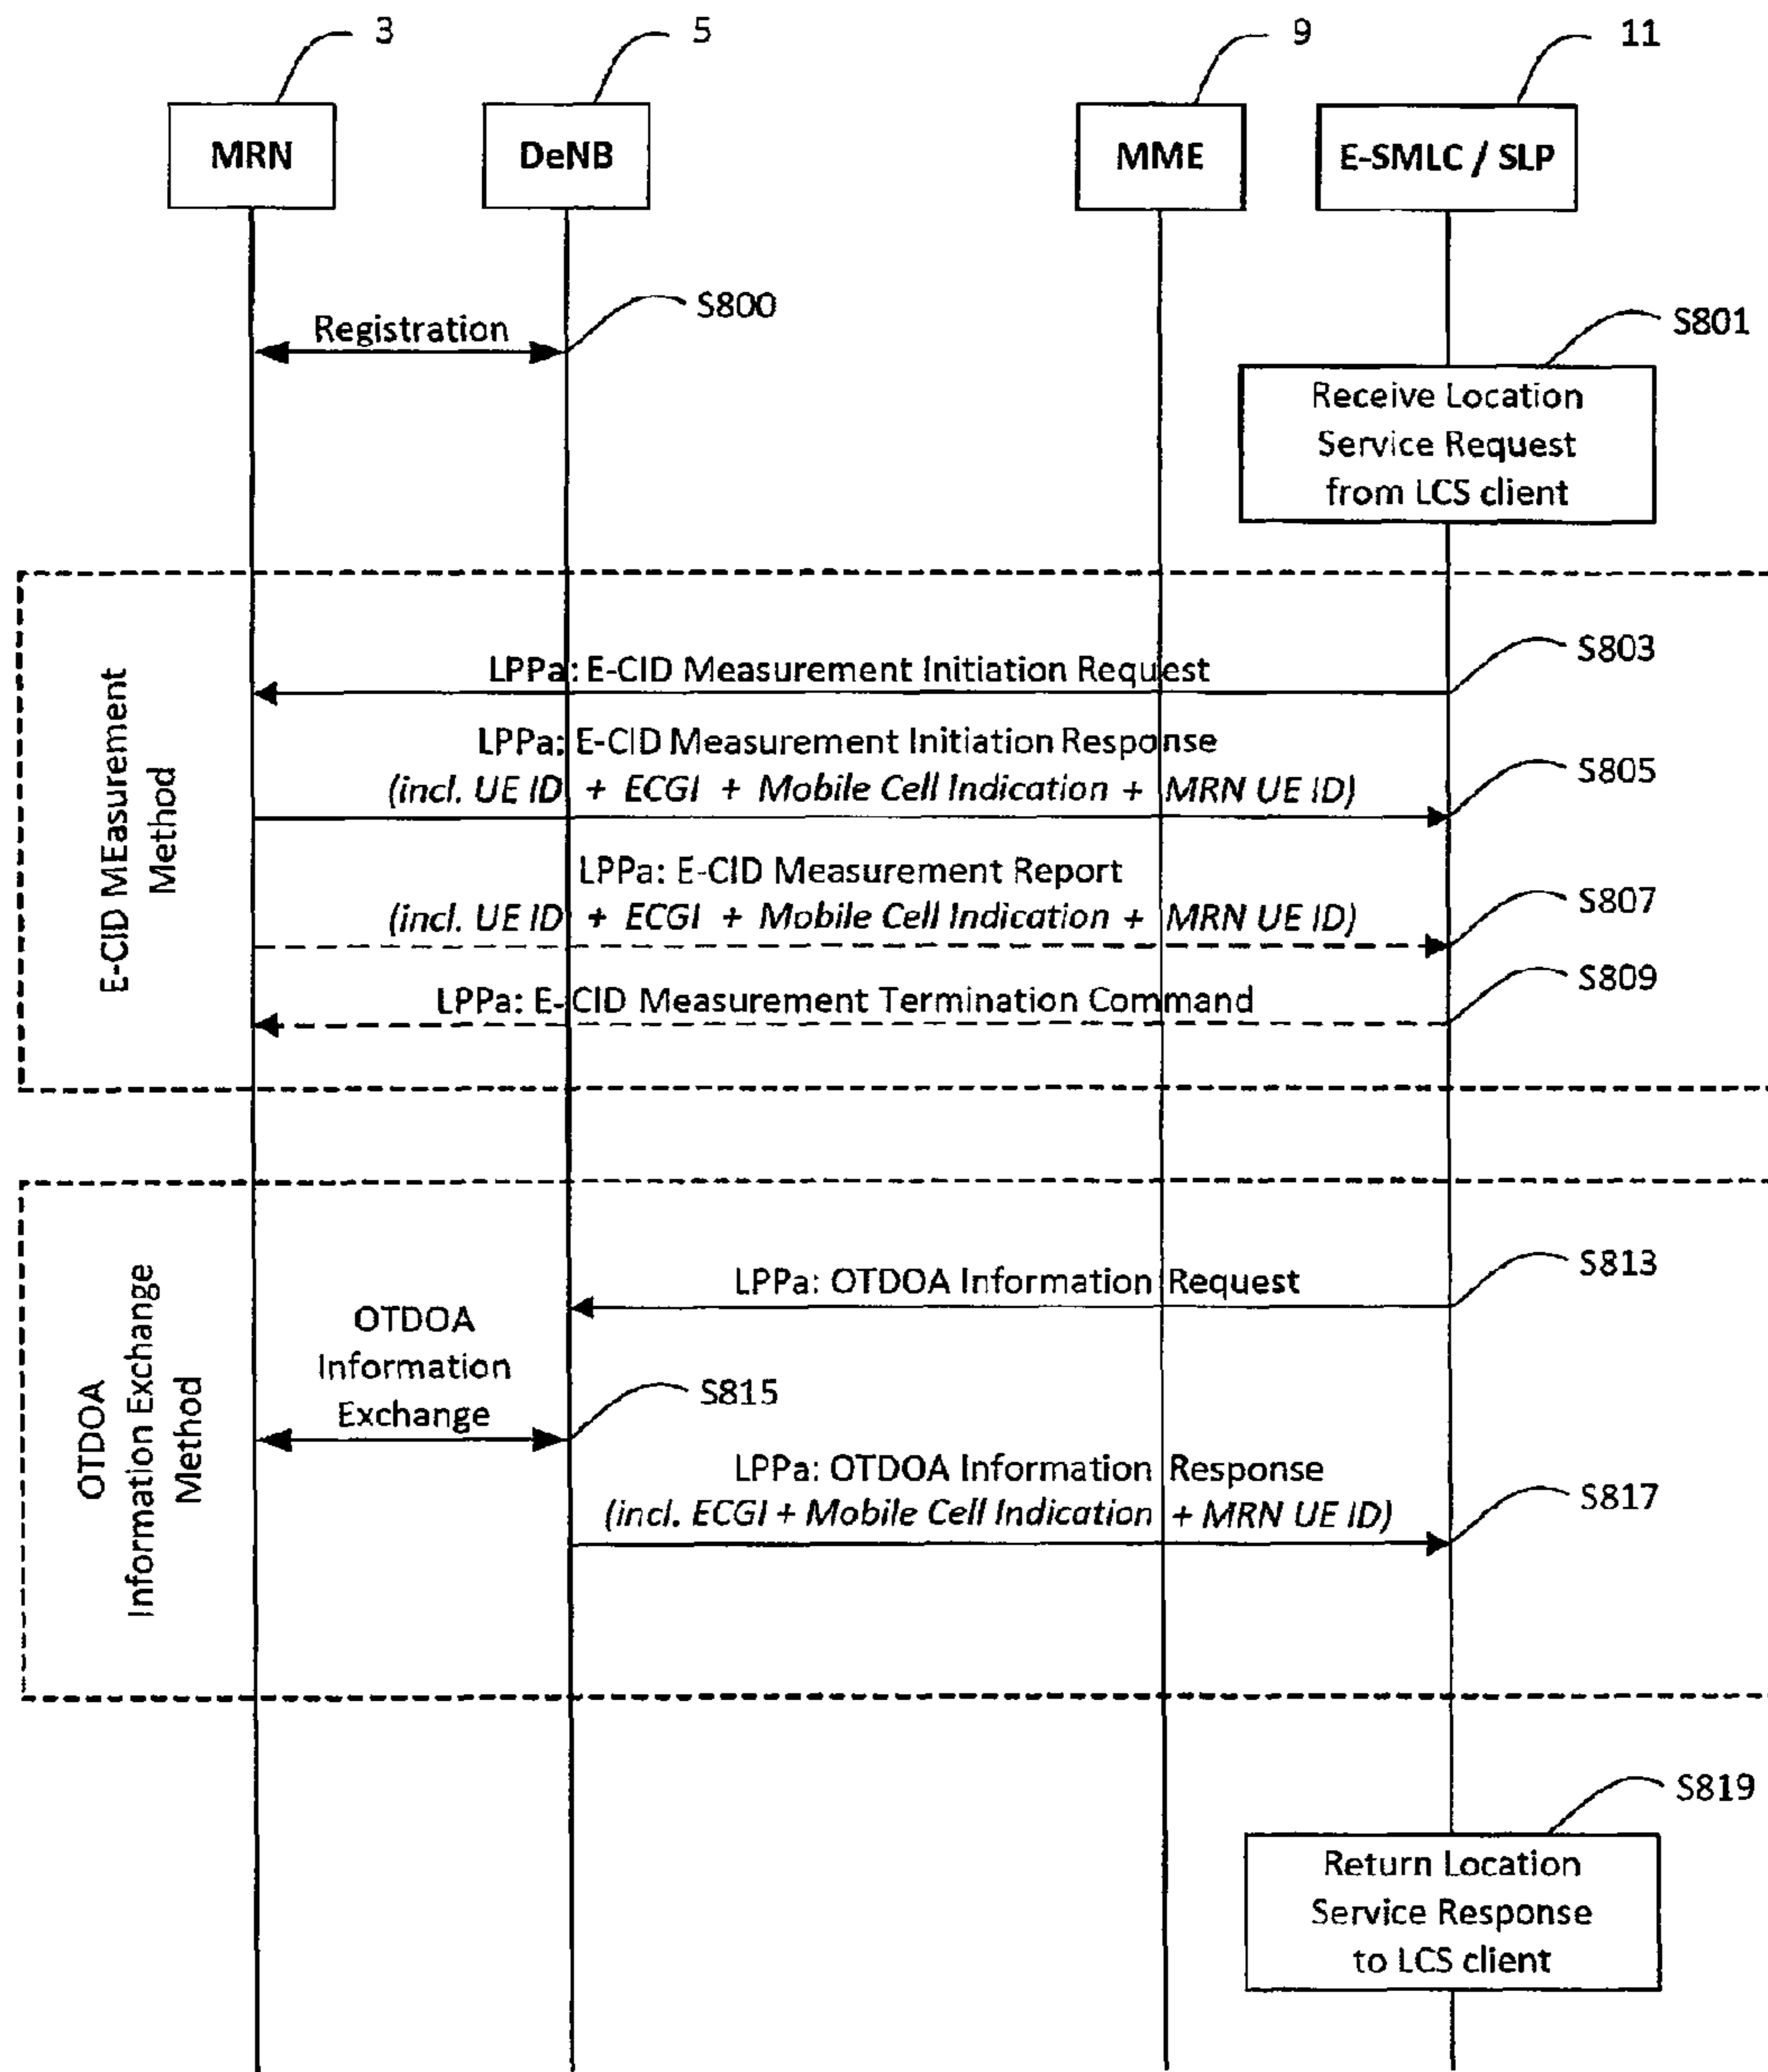 3
5
9
11
MRN
DeNB
MME
E-SMLC / SLP
Registration
S800
S801
Receive Location
Service Request
from LCS client
E-CID MEasurement
Method
LPPa: E-CID Measurement Initiation Request
S803
LPPa: E-CID Measurement Initiation Response
(incl. UE ID + ECGI + Mobile Cell Indication + MRN UE ID)
S805
LPPa: E-CID Measurement Report
(incl. UE ID + ECGI + Mobile Cell Indication + MRN UE ID)
S807
LPPa: E-CID Measurement Termination Command
S809
OTDOA
Information Exchange
Method
LPPa: OTDOA Information Request
S813
OTDOA
Information
Exchange
S815
LPPa: OTDOA Information Response
(incl. ECGI + Mobile Cell Indication + MRN UE ID)
S817
S819
Return Location
Service Response
to LCS client